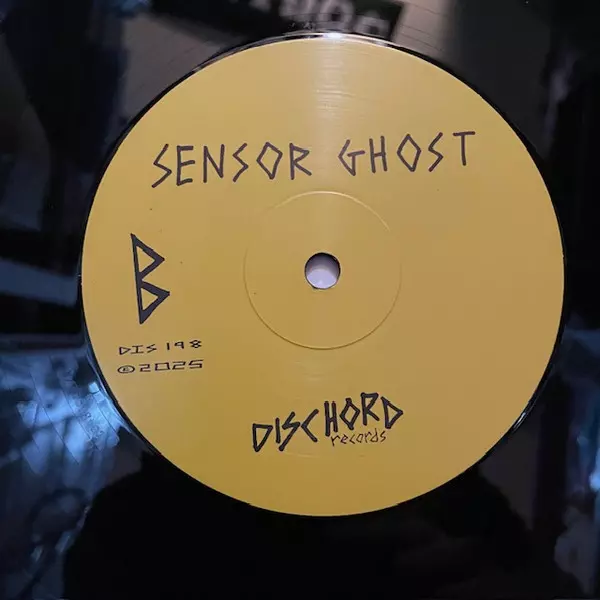 SENSOR GHOST
B
DIS 198
©2025
DISCHORD
records